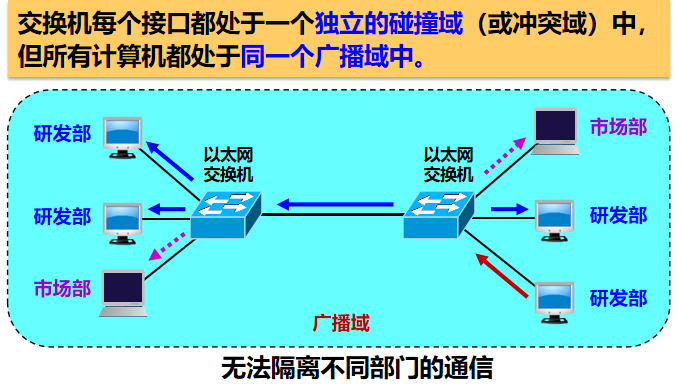 交换机每个接口都处于一个独立的碰撞域（或冲突域）中，
但所有计算机都处于同一个广播域中。
研发部
以太网
交换机
以太网
交换机
市场部
研发部
研发部
市场部
研发部
广播域
无法隔离不同部门的通信